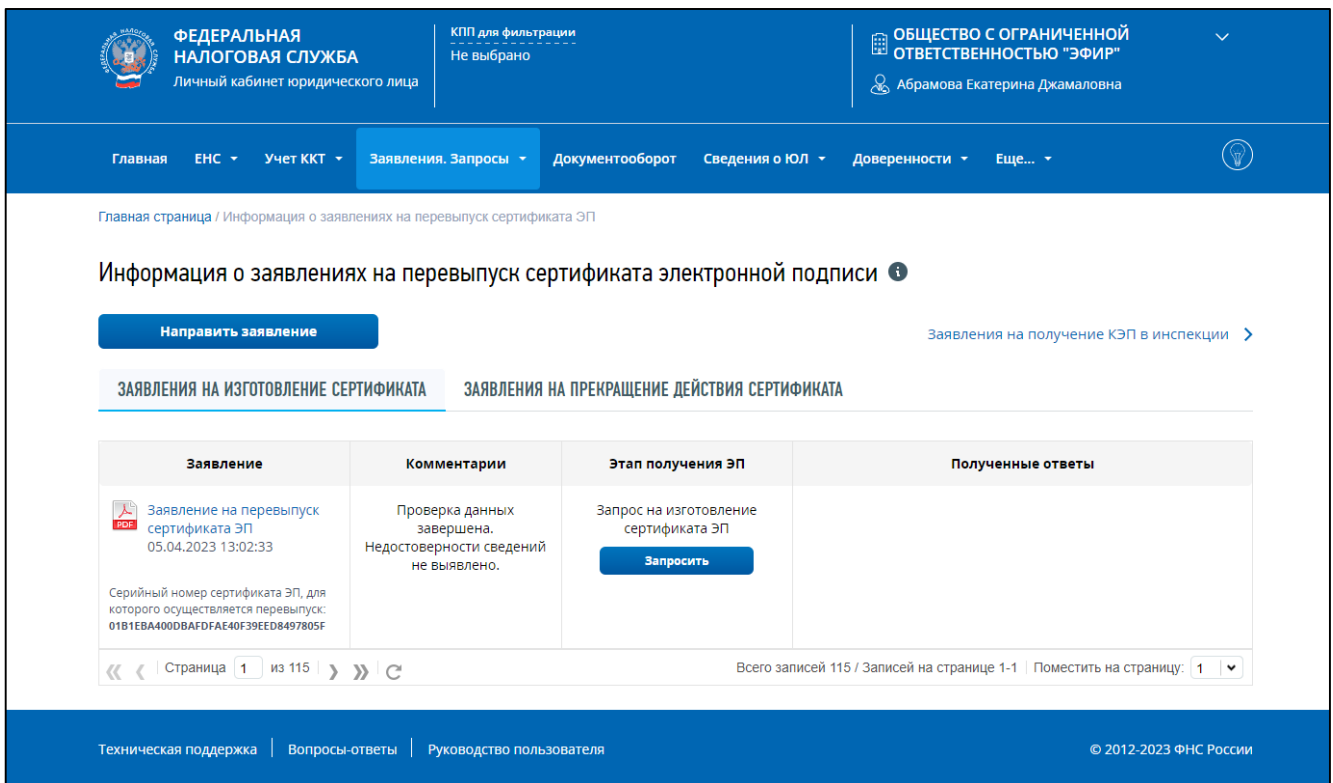 ФЕДЕРАЛЬНАЯ
НАЛОГОВАЯ СЛУЖБА
Личный кабинет юридического лица
КПП для фильтрации
Не выбрано
ОБЩЕСТВО С ОГРАНИЧЕННОЙ
ОТВЕТСТВЕННОСТЬЮ "ЭФИР"
Абрамова Екатерина Джамаловна
Главная ЕНС Учет ККТ Заявления. Запросы Документооборот Сведения о ЮЛ Доверенности Еще...
Главная страница / Информация о заявлениях на перевыпуск сертификата ЭП
Информация о заявлениях на перевыпуск сертификата электронной подписи
Направить заявление
Заявления на получение КЭП в инспекции
ЗАЯВЛЕНИЯ НА ИЗГОТОВЛЕНИЕ СЕРТИФИКАТА ЗАЯВЛЕНИЯ НА ПРЕКРАЩЕНИЕ ДЕЙСТВИЯ СЕРТИФИКАТА
Заявление Комментарии Этап получения ЭП Полученные ответы
PDF
Заявление на перевыпуск
сертификата ЭП
05.04.2023 13:02:33
Серийный номер сертификата ЭП, для
которого осуществляется перевыпуск:
01B1EBA400DBAFDFAE40F39EED8497805F
Проверка данных
завершена.
Недостоверности сведений
не выявлено.
Запрос на изготовление
сертификата ЭП
Запросить
Страница 1 из 115
Всего записей 115 / Записей на странице 1-1 Поместить на страницу: 1
Техническая поддержка Вопросы-ответы Руководство пользователя
© 2012-2023 ФНС России